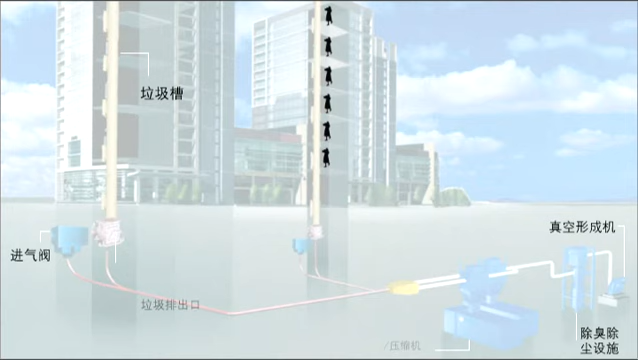 垃圾槽
真空形成机
进气阀
垃圾排出口
除臭除
尘设施
/压缩机